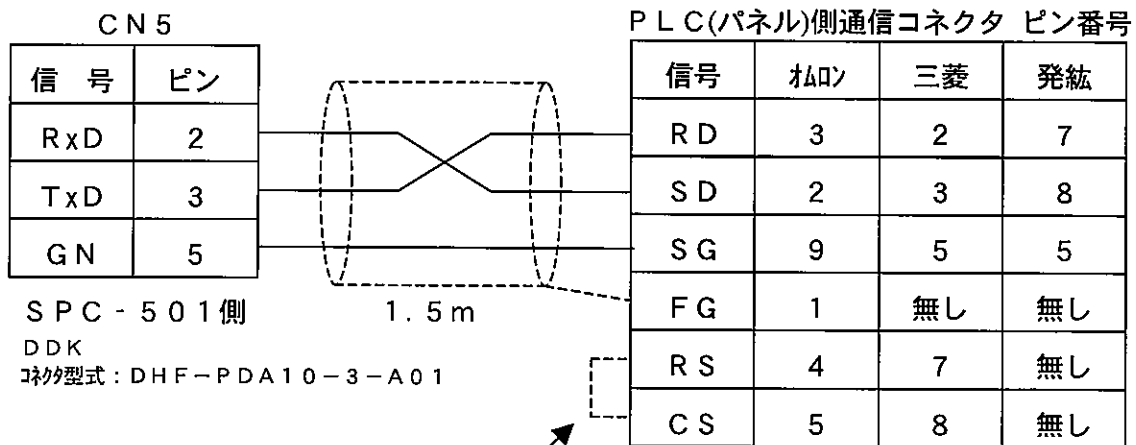 CN5
PLC(パネル)側通信コネクタ ピン番号
信号 ピン
RxD 2
TxD 3
GN 5
信号 オムロン 三菱 発紘
RD 3 2 7
SD 2 3 8
SG 9 5 5
FG 1 無し 無し
RS 4 7 無し
CS 5 8 無し
SPC-501側
1.5m
DDK
コネクタ型式:DHF-PDA10-3-A01